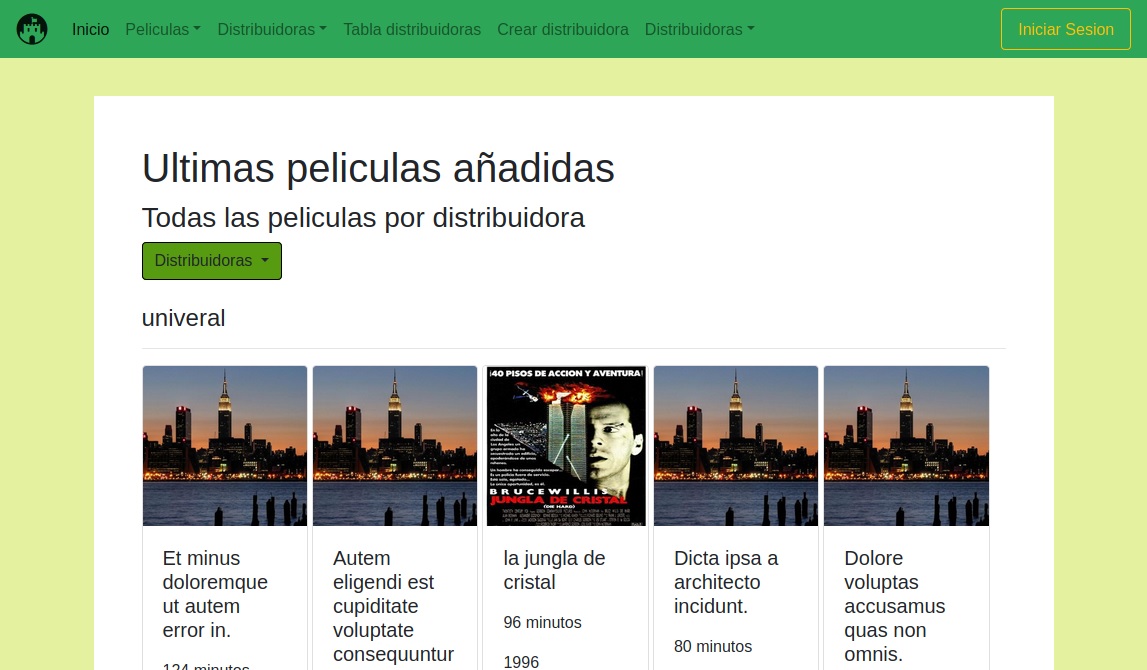 Inicio Peliculas Distribuidoras Tabla distribuidoras Crear distribuidora Distribuidoras Iniciar Sesion
Ultimas peliculas añadidas
Todas las peliculas por distribuidora
Distribuidoras
univeral
¡40 PISOS DE ACCION Y AVENTURA!
BRUCE WILLIS
JUNGLA DE CRISTAL
(DIE HARD)
Et minus
doloremque
ut autem
error in.
124 minutos
Autem
eligendi est
cupiditate
voluptate
consequuntur
la jungla de
cristal
96 minutos
1996
Dicta ipsa a
architecto
incidunt.
80 minutos
Dolore
voluptas
accusamus
quas non
omnis.